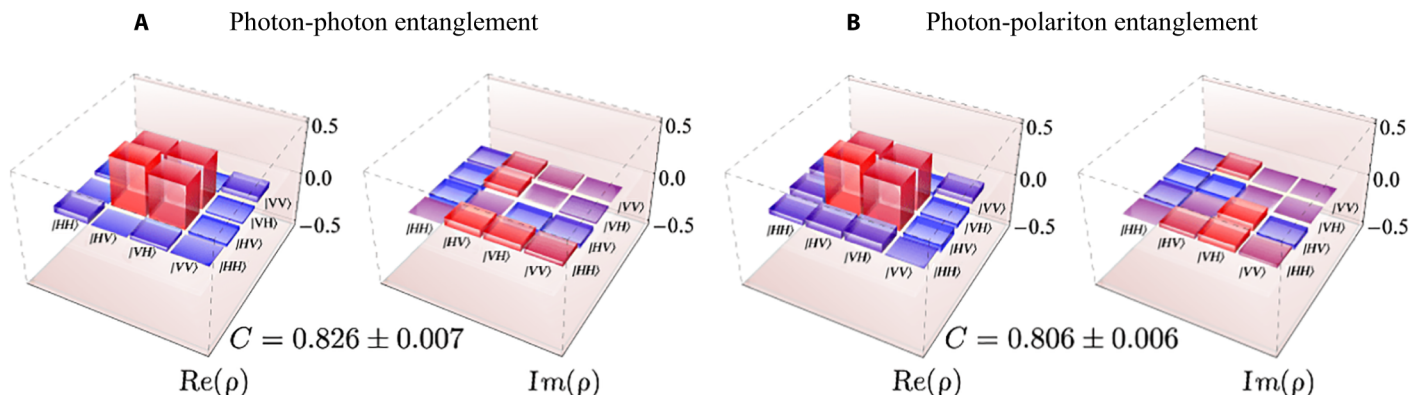 A Photon-photon entanglement
0.5
0.0
−0.5
|HH⟩ |HV⟩ |VH⟩ |VV⟩
|HH⟩ |HV⟩ |VH⟩ |VV⟩
0.5
0.0
−0.5
|HH⟩ |HV⟩ |VH⟩ |VV⟩
|HH⟩ |HV⟩ |VH⟩ |VV⟩
C = 0.826 ± 0.007
Re(ρ) Im(ρ)
B Photon-polariton entanglement
0.5
0.0
−0.5
|HH⟩ |HV⟩ |VH⟩ |VV⟩
|HH⟩ |HV⟩ |VH⟩ |VV⟩
0.5
0.0
−0.5
|HH⟩ |HV⟩ |VH⟩ |VV⟩
|HH⟩ |HV⟩ |VH⟩ |VV⟩
C = 0.806 ± 0.006
Re(ρ) Im(ρ)